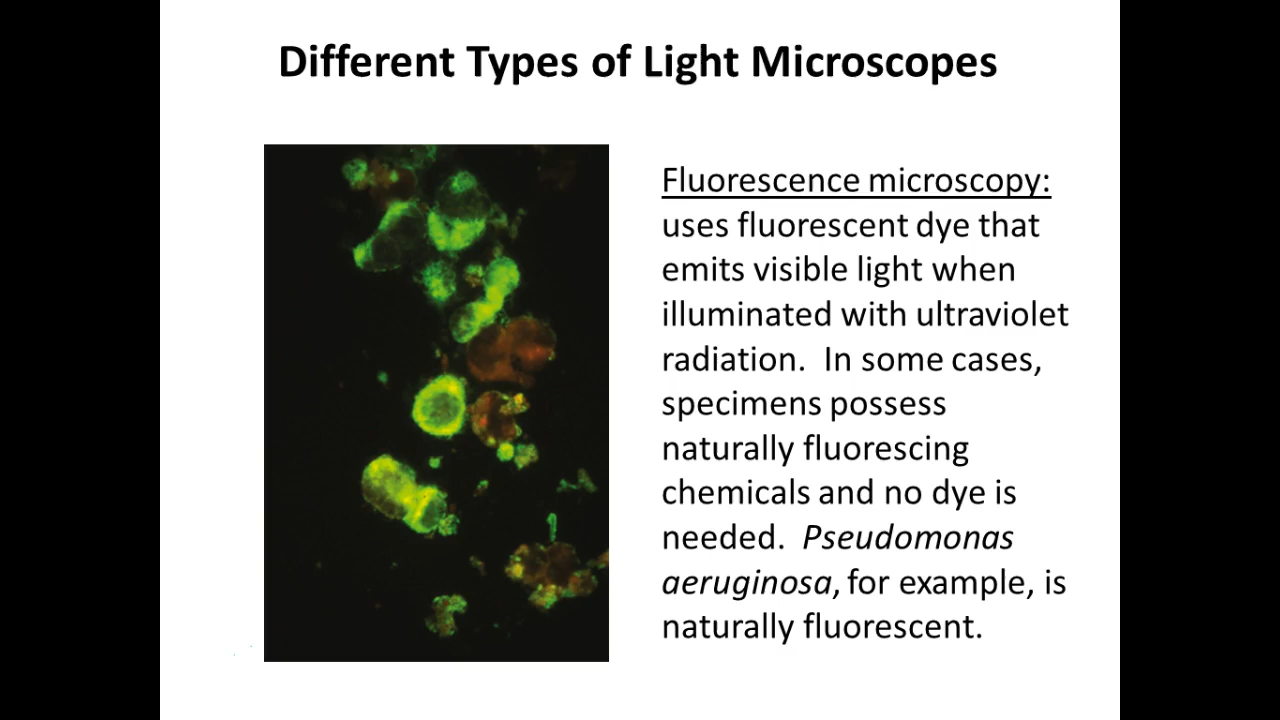 Different Types of Light Microscopes
Fluorescence microscopy:
uses fluorescent dye that
emits visible light when
illuminated with ultraviolet
radiation.  In some cases,
specimens possess
naturally fluorescing
chemicals and no dye is
needed.  Pseudomonas
aeruginosa, for example, is
naturally fluorescent.